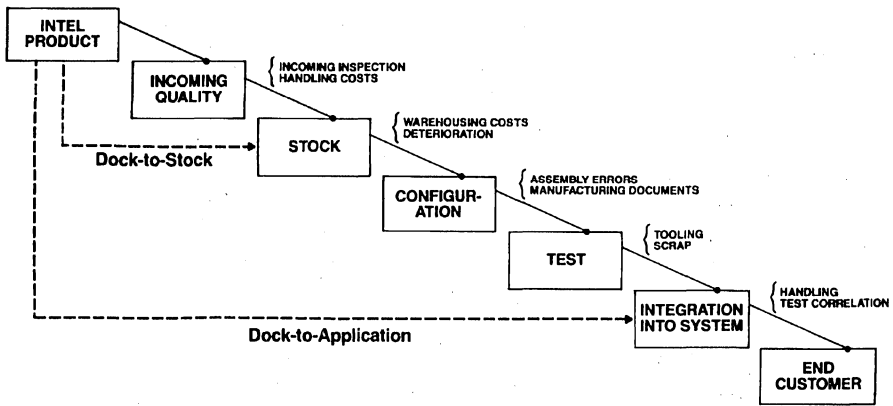 INTEL
PRODUCT
INCOMING
QUALITY
INCOMING INSPECTION
HANDLING COSTS
STOCK
WAREHOUSING COSTS
DETERIORATION
Dock-to-Stock
CONFIGUR-
ATION
ASSEMBLY ERRORS
MANUFACTURING DOCUMENTS
TEST
TOOLING
SCRAP
INTEGRATION
INTO SYSTEM
HANDLING
TEST CORRELATION
Dock-to-Application
END
CUSTOMER